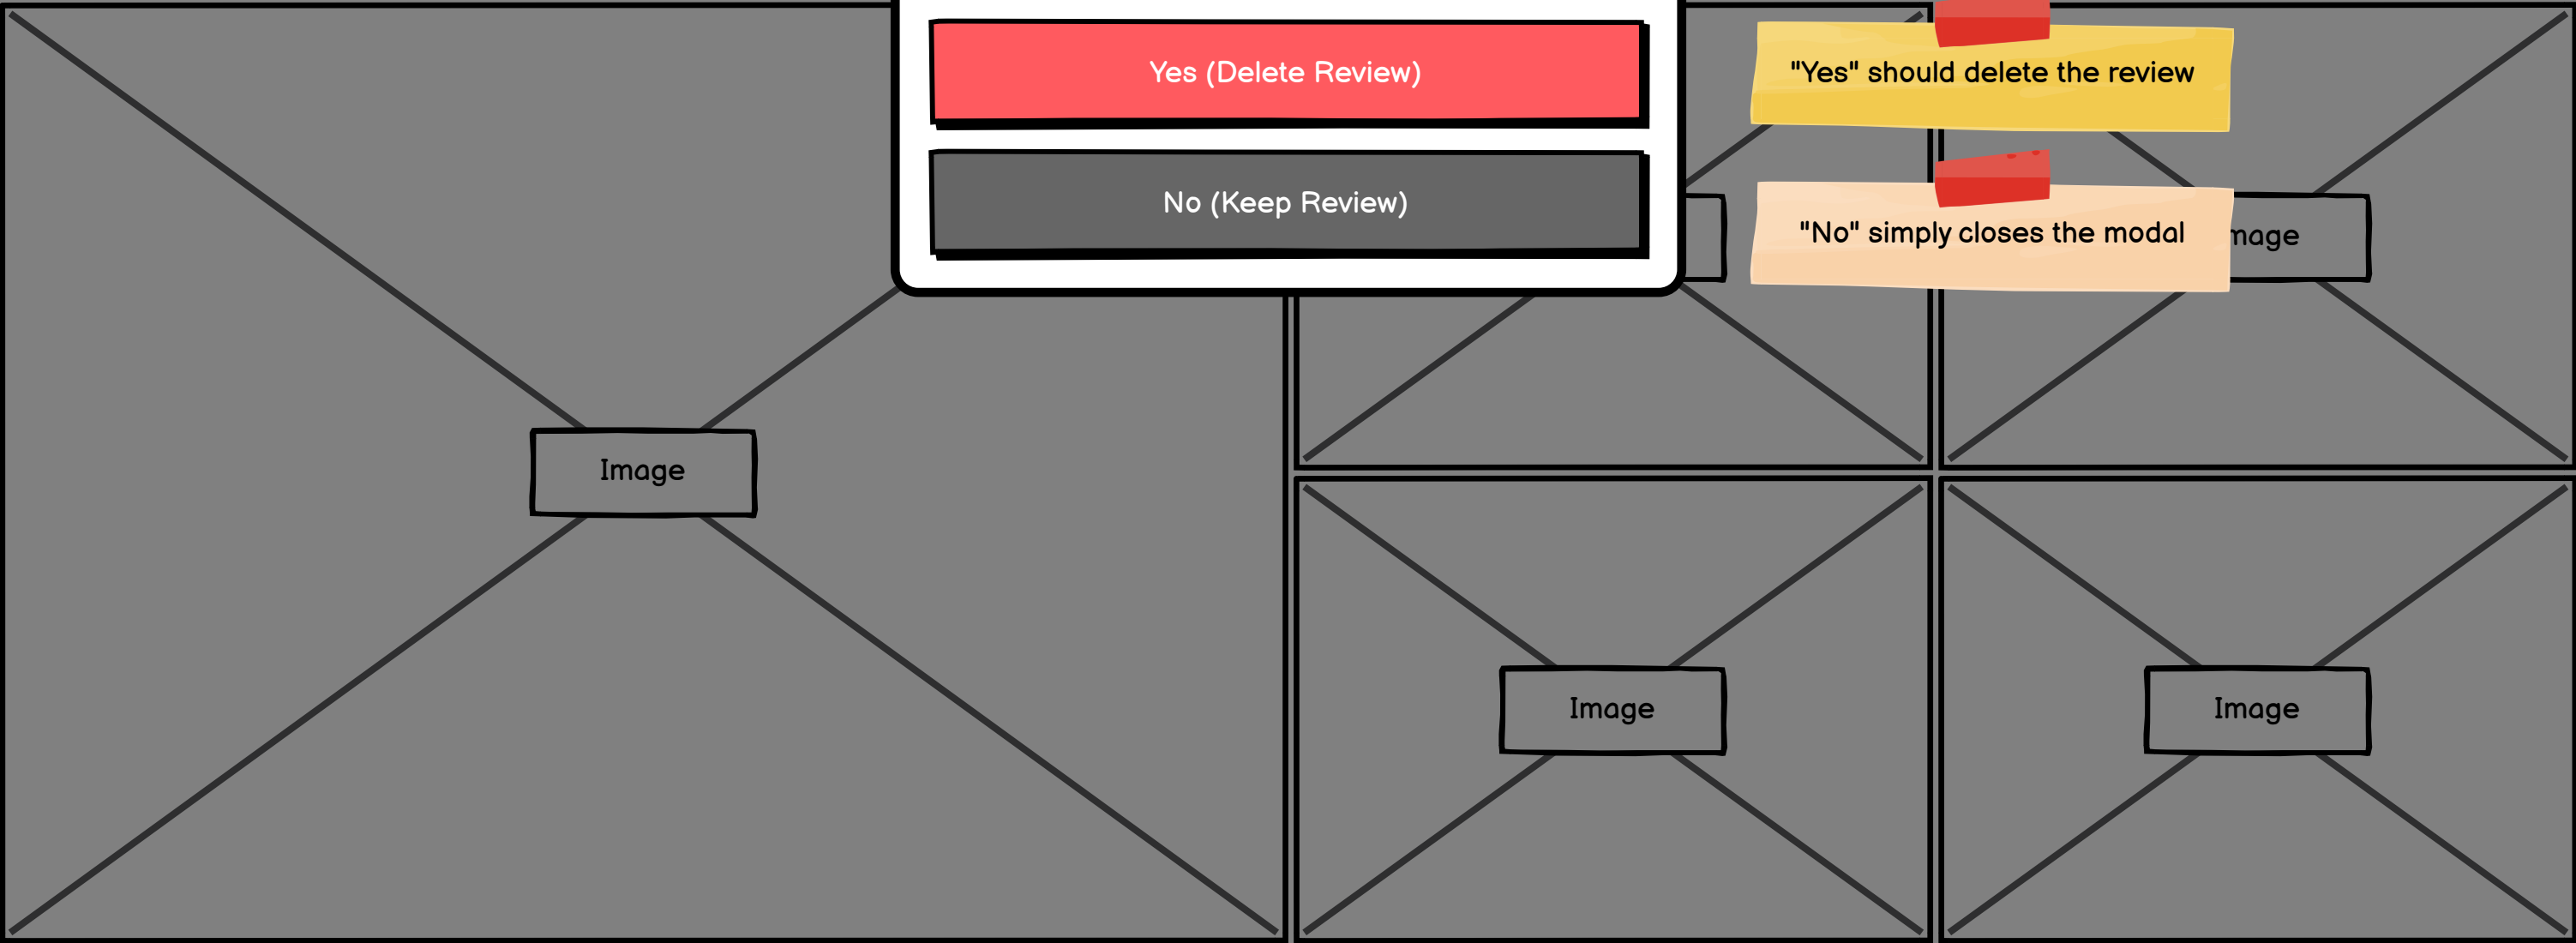 Yes (Delete Review)
"Yes" should delete the review
No (Keep Review)
"No" simply closes the modal
mage
Image
Image
Image